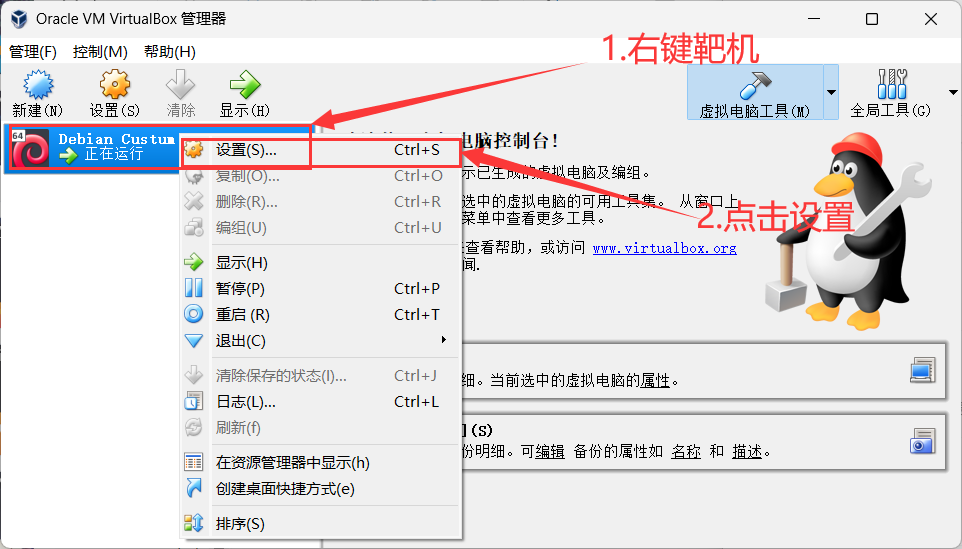 Oracle VM VirtualBox 管理器
管理(F) 控制(M) 帮助(H)
1.右键靶机
新建(N) 设置(S) 清除 显示(H) 虚拟电脑工具(M) 全局工具(G)
64 Debian Custum
正在运行
电脑控制台!
设置(S)... Ctrl+S
示已生成的虚拟电脑及编组。
复制(O)... Ctrl+O
删除(R)... Ctrl+R
选中的虚拟电脑的可用工具集。 从窗口上
菜单中查看更多工具。
2.点击设置
编组(U) Ctrl+U
查看帮助，或访问 www.virtualbox.org
闻.
显示(H)
暂停(P) Ctrl+P
重启 (R) Ctrl+T
退出(C)
清除保存的状态(I)... Ctrl+J
细。当前选中的虚拟电脑的属性。
日志(L)... Ctrl+L
刷新(f)
](S)
份明细。可编辑 备份的属性如 名称 和 描述。
在资源管理器中显示(h)
创建桌面快捷方式(e)
排序(S)